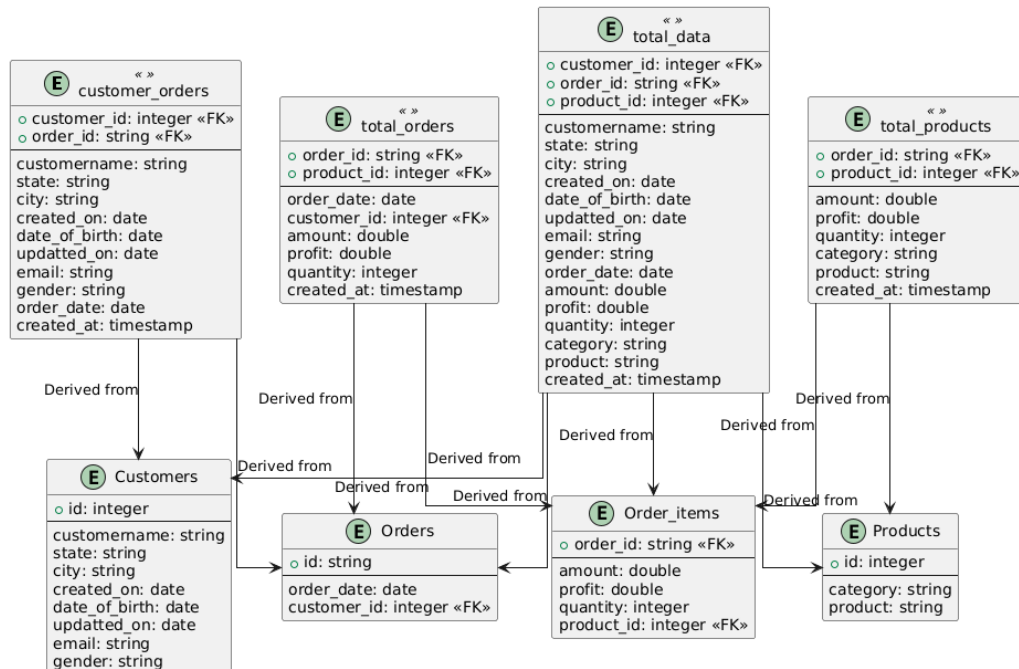 « »
E total_data
customer_id: integer «FK»
order_id: string «FK»
product_id: integer «FK»
customername: string
state: string
city: string
created_on: date
date_of_birth: date
updatted_on: date
email: string
gender: string
order_date: date
amount: double
profit: double
quantity: integer
category: string
product: string
created_at: timestamp
« »
E customer_orders
customer_id: integer «FK»
order_id: string «FK»
customername: string
state: string
city: string
created_on: date
date_of_birth: date
updatted_on: date
email: string
gender: string
order_date: date
created_at: timestamp
« »
E total_orders
order_id: string «FK»
product_id: integer «FK»
order_date: date
customer_id: integer «FK»
amount: double
profit: double
quantity: integer
created_at: timestamp
« »
E total_products
order_id: string «FK»
product_id: integer «FK»
amount: double
profit: double
quantity: integer
category: string
product: string
created_at: timestamp
Derived from
Derived from
Derived from
Derived from
Derived from
Derived from
Derived from
Derived from
Derived from
Derived from
E Customers
id: integer
customername: string
state: string
city: string
created_on: date
date_of_birth: date
updatted_on: date
email: string
gender: string
E Orders
id: string
order_date: date
customer_id: integer «FK»
E Order_items
order_id: string «FK»
amount: double
profit: double
quantity: integer
product_id: integer «FK»
E Products
id: integer
category: string
product: string